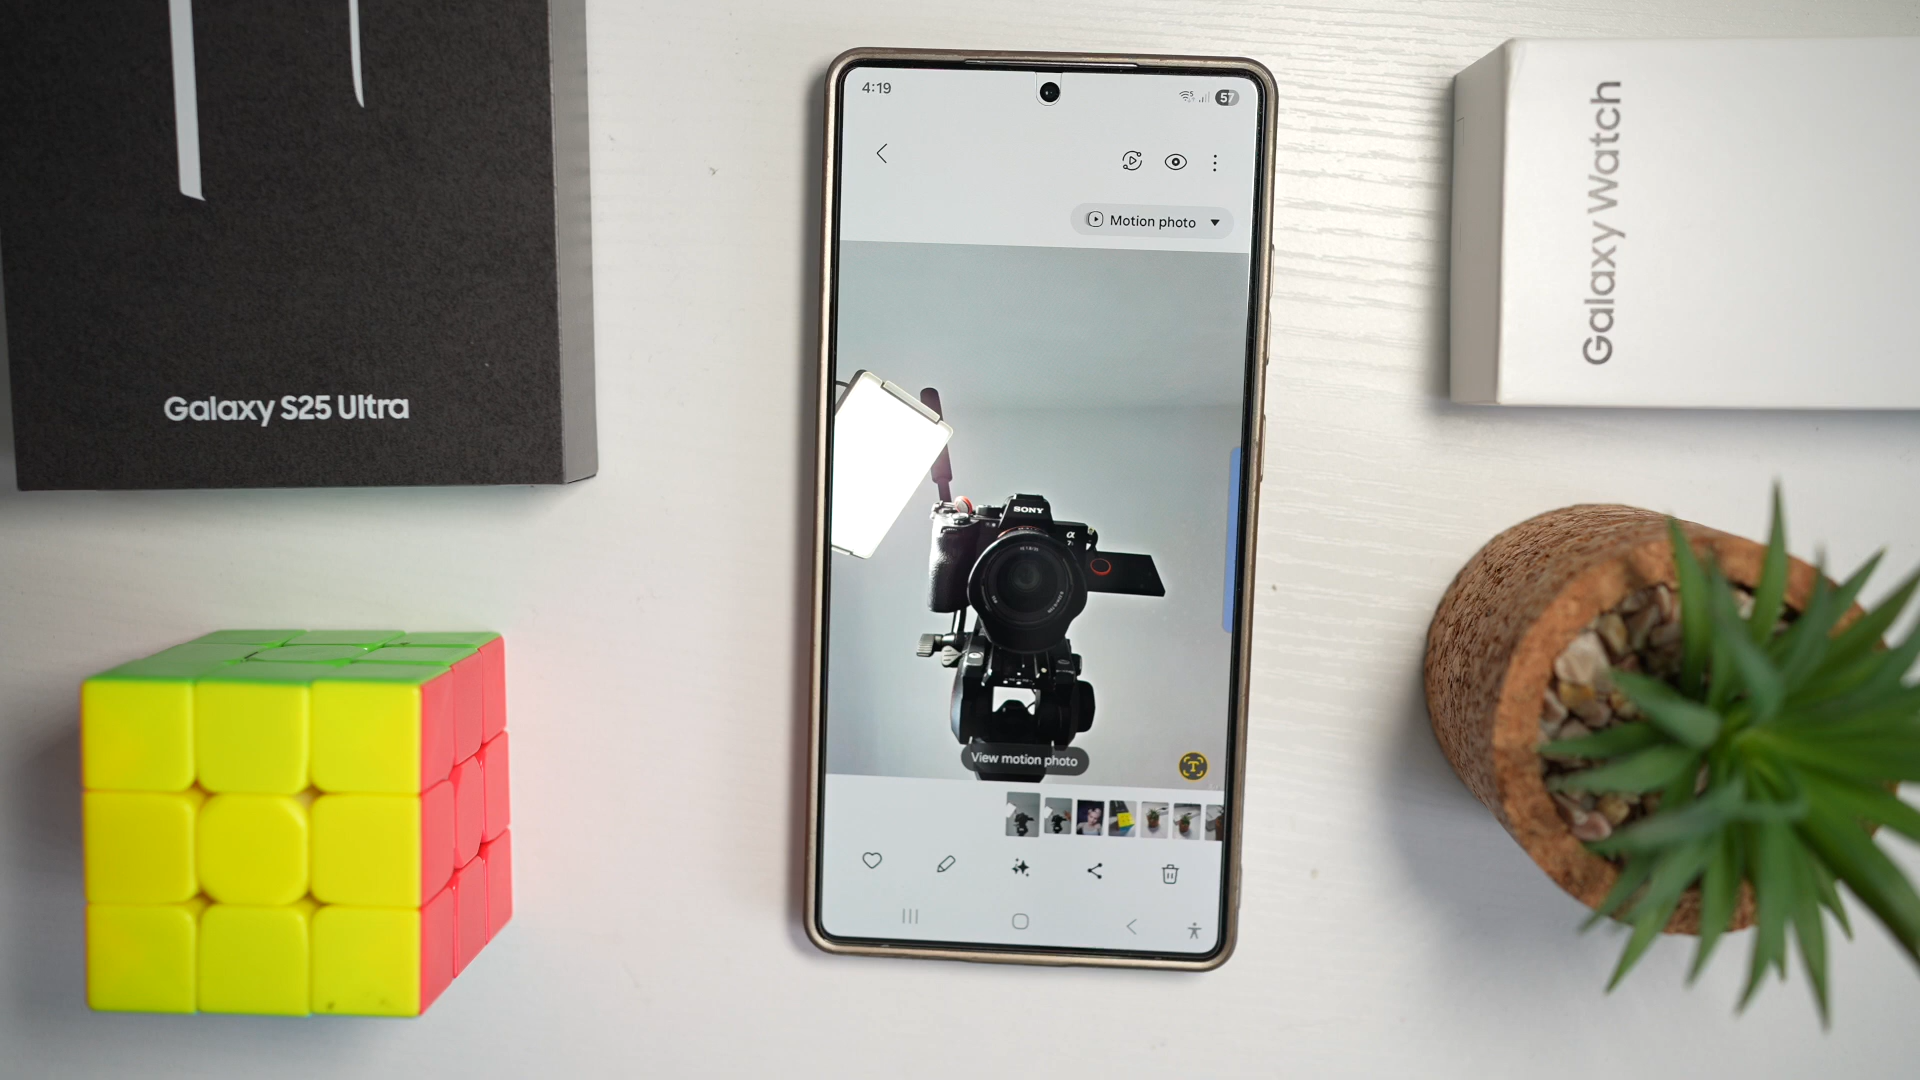 Galaxy S25 Ultra
4:19
57
Motion photo
SONY
α
View motion photo
T
Galaxy Watch